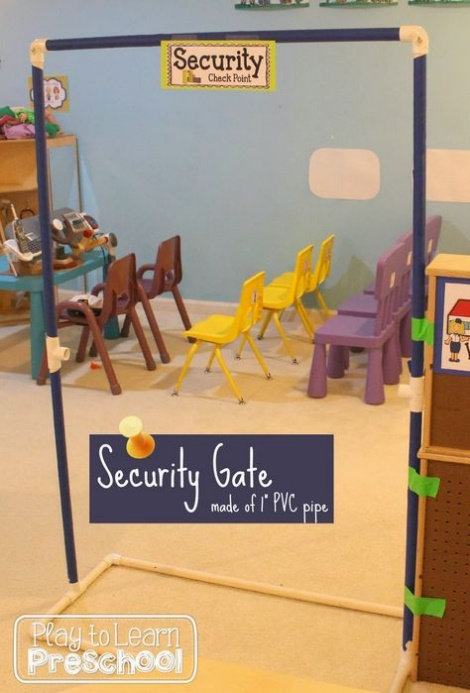 Security
Check Point
Security Gate
made of 1" PVC pipe
Play to Learn
Preschool